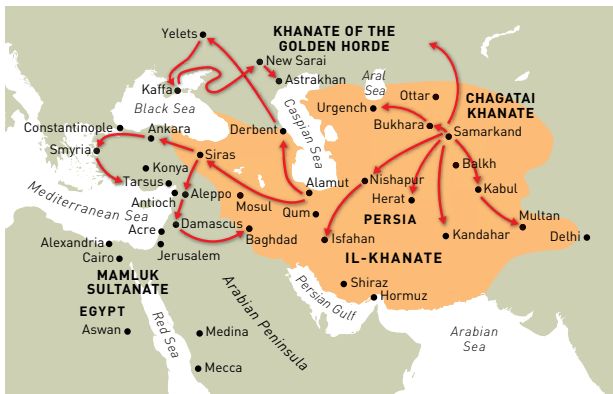 Yelets
KHANATE OF THE
GOLDEN HORDE
New Sarai
Astrakhan
Kaffa
Aral
Sea
Ottar
CHAGATAI
KHANATE
Black Sea
Caspian Sea
Urgench
Constantinople
Ankara
Derbent
Bukhara
Samarkand
Smyria
Siras
Balkh
Konya
Tarsus
Alamut
Nishapur
Kabul
Mediterranean Sea
Antioch
Aleppo
Mosul
Qum
Herat
PERSIA
Multan
Acre
Damascus
Baghdad
Isfahan
Kandahar
Delhi
Alexandria
Jerusalem
Cairo
IL-KHANATE
MAMLUK
SULTANATE
Shiraz
Persian Gulf
Hormuz
EGYPT
Arabian Peninsula
Aswan
Red Sea
Medina
Arabian
Sea
Mecca